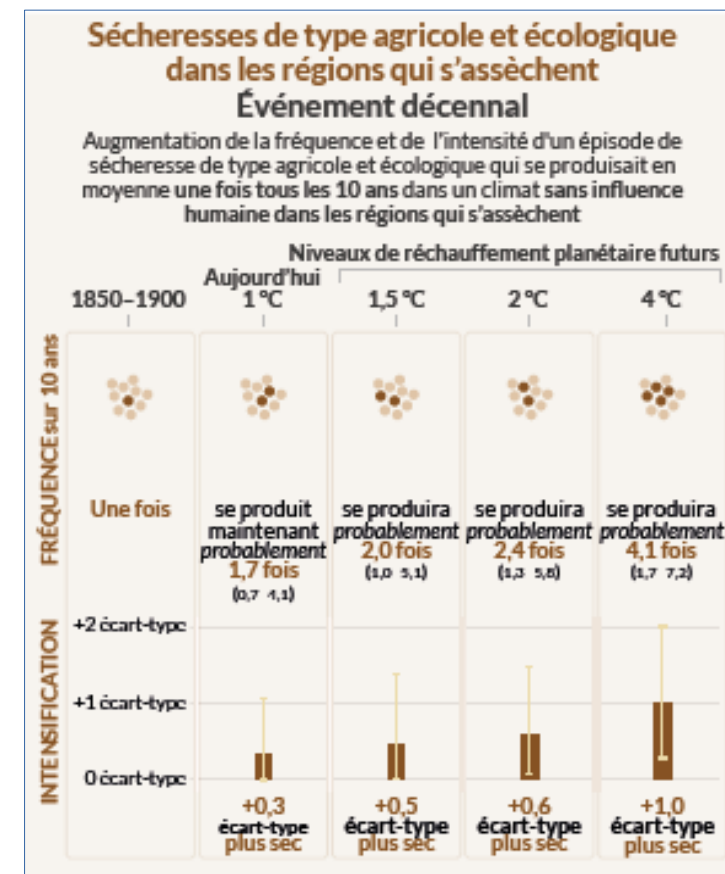 Sécheresses de type agricole et écologique
dans les régions qui s'assèchent
Événement décennal
Augmentation de la fréquence et de l'intensité d'un épisode de
sécheresse de type agricole et écologique qui se produisait en
moyenne une fois tous les 10 ans dans un climat sans influence
humaine dans les régions qui s'assèchent
Niveaux de réchauffement planétaire futurs
Aujourd'hui
1850–1900 1 °C 1,5 °C 2 °C 4 °C
FRÉQUENCE sur 10 ans
Une fois
se produit
maintenant
probablement
1,7 fois
(0,7 4,1)
se produira
probablement
2,0 fois
(1,0 5,1)
se produira
probablement
2,4 fois
(1,3 5,8)
se produira
probablement
4,1 fois
(1,7 7,2)
INTENSIFICATION
+2 écart-type
+1 écart-type
0 écart-type
+0,3
écart-type
plus sec
+0,5
écart-type
plus sec
+0,6
écart-type
plus sec
+1,0
écart-type
plus sec